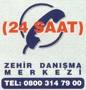 (24 SAAT)
ZEHİR DANIŞMA
MERKEZİ
TEL: 0800 314 79 00